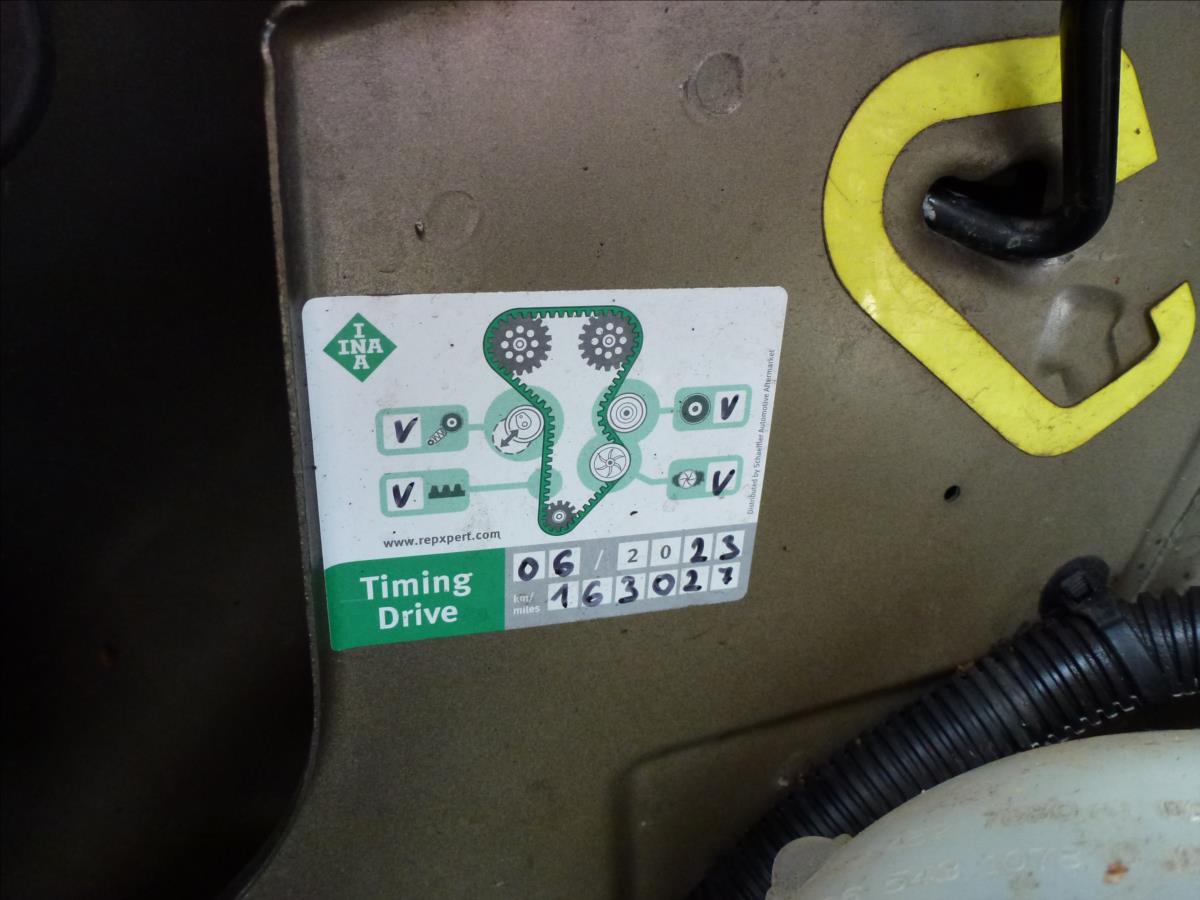 I
INA
A
V
V
V
V
www.repxpert.com
Distributed by Schaeffler Automotive Aftermarket
Timing
Drive
06 / 2023
km/
miles
163027